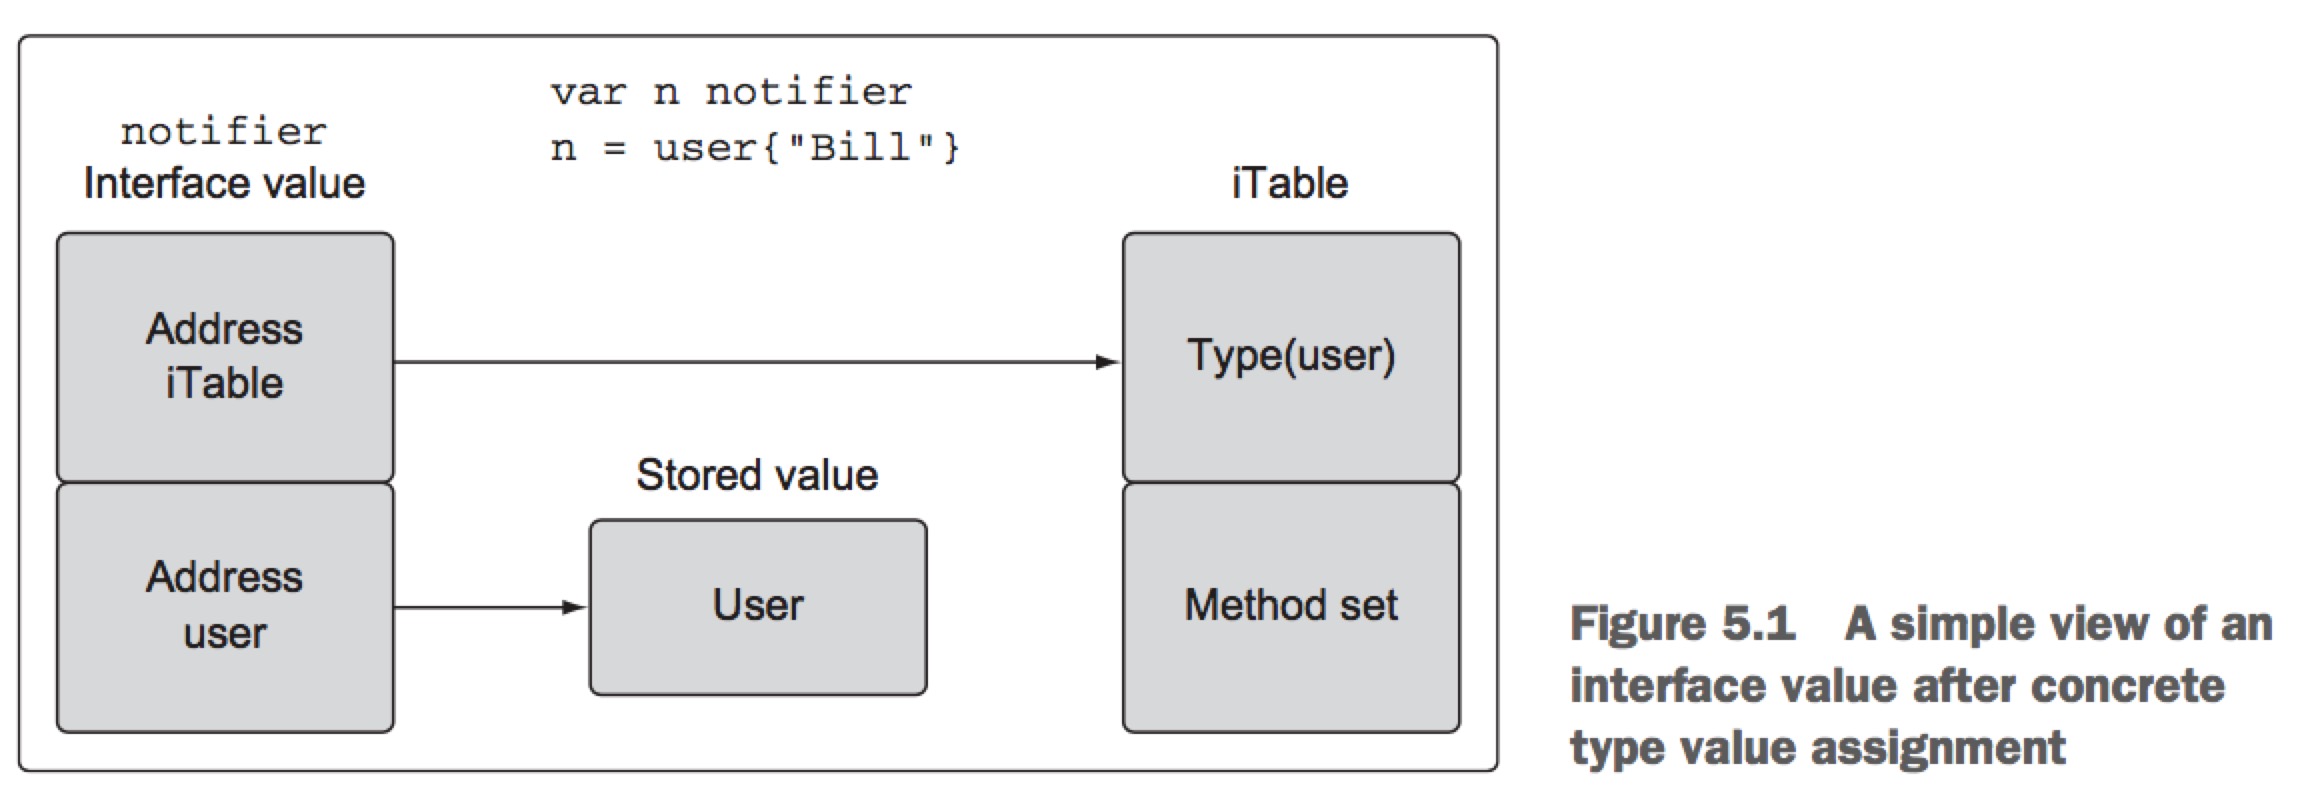 var n notifier
n = user{"Bill"}
notifier
Interface value
iTable
Address
iTable
Type(user)
Stored value
Address
user
User
Method set
Figure 5.1 A simple view of an
interface value after concrete
type value assignment